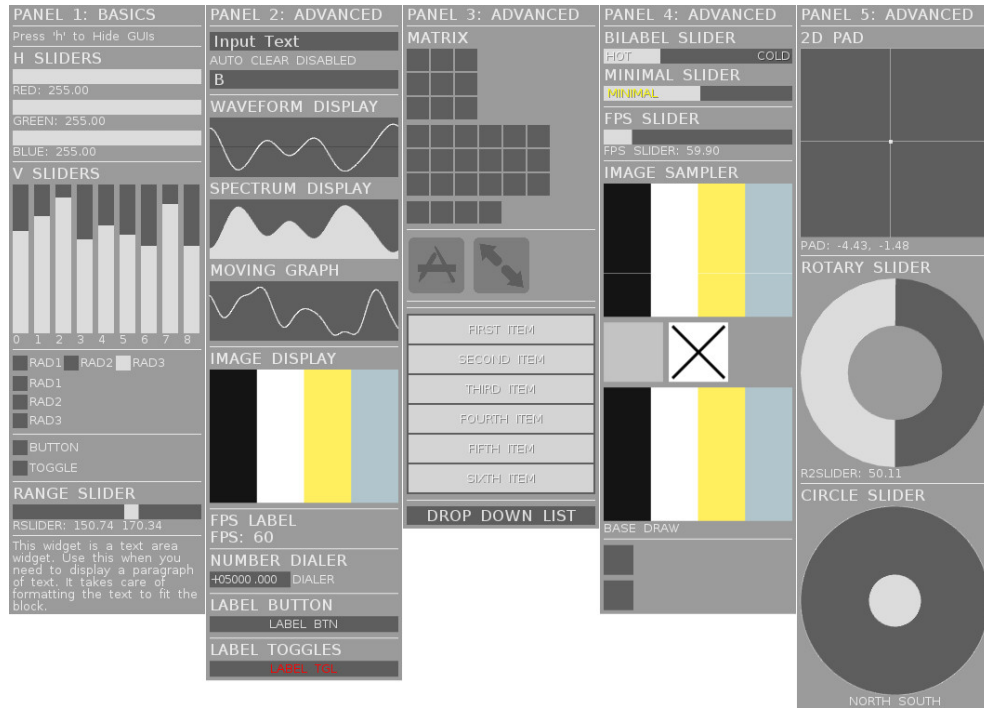 PANEL 1: BASICS
Press 'h' to Hide GUIs
H SLIDERS
RED: 255.00
GREEN: 255.00
BLUE: 255.00
V SLIDERS
0 1 2 3 4 5 6 7 8
RAD1 RAD2 RAD3
RAD1
RAD2
RAD3
BUTTON
TOGGLE
RANGE SLIDER
RSLIDER: 150.74 170.34
This widget is a text area
widget. Use this when you
need to display a paragraph
of text. It takes care of
formatting the text to fit the
block.
PANEL 2: ADVANCED
Input Text
AUTO CLEAR DISABLED
B
WAVEFORM DISPLAY
SPECTRUM DISPLAY
MOVING GRAPH
IMAGE DISPLAY
FPS LABEL
FPS: 60
NUMBER DIALER
+05000.000 DIALER
LABEL BUTTON
LABEL BTN
LABEL TOGGLES
LABEL TGL
PANEL 3: ADVANCED
MATRIX
FIRST ITEM
SECOND ITEM
THIRD ITEM
FOURTH ITEM
FIFTH ITEM
SIXTH ITEM
DROP DOWN LIST
PANEL 4: ADVANCED
BILABEL SLIDER
HOT COLD
MINIMAL SLIDER
MINIMAL
FPS SLIDER
FPS SLIDER: 59.90
IMAGE SAMPLER
BASE DRAW
PANEL 5: ADVANCED
2D PAD
PAD: -4.43, -1.48
ROTARY SLIDER
R2SLIDER: 50.11
CIRCLE SLIDER
NORTH SOUTH